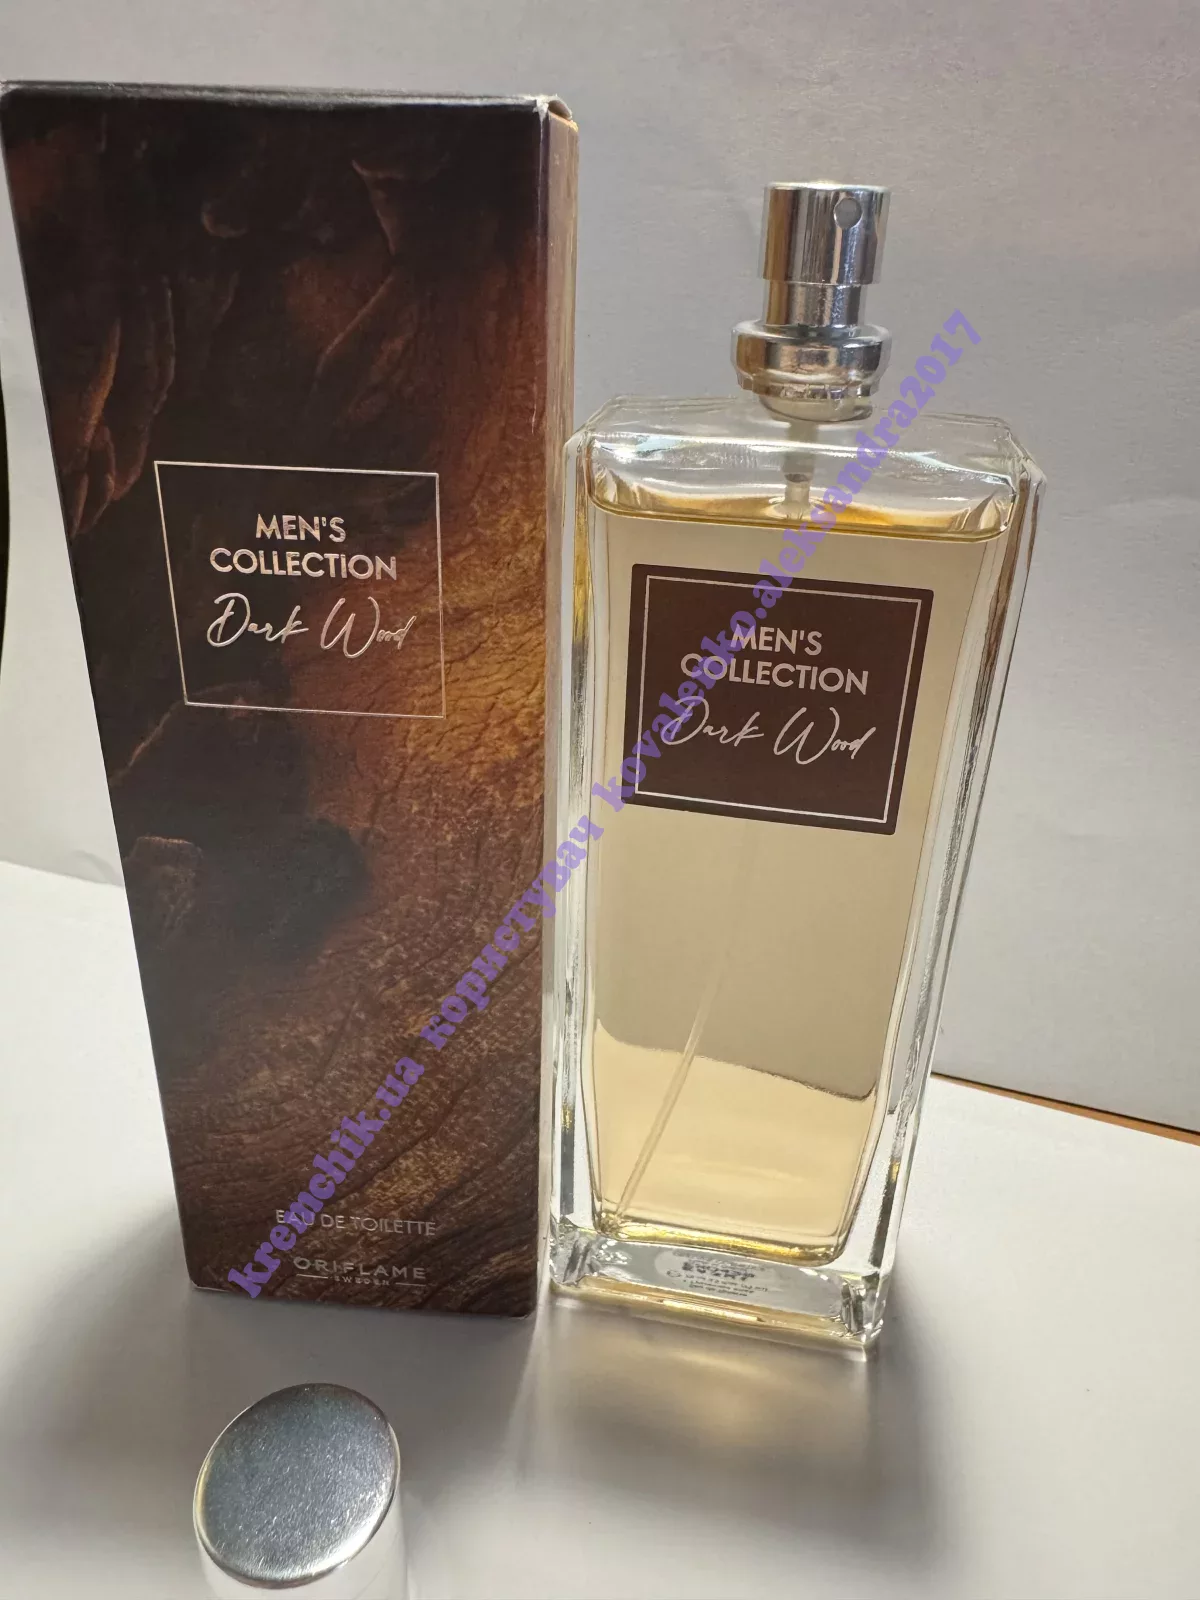 MEN'S
COLLECTION
Dark Wood
EAU DE TOILETTE
ORIFLAME
SWEDEN
MEN'S
COLLECTION
Dark Wood
kremchik.ua користувач kovalenko.aleksandra2017